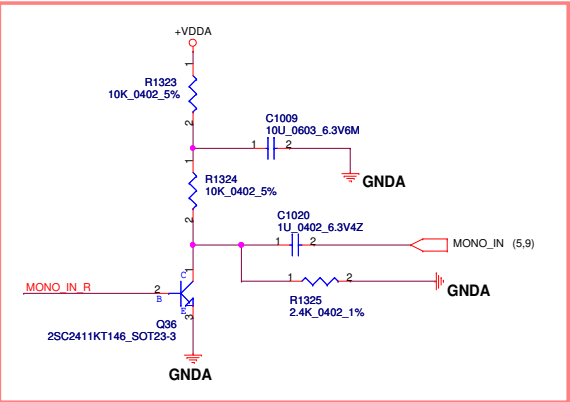 +VDDA
1
R1323
10K_0402_5%
2
C1009
10U_0603_6.3V6M
1 2
GNDA
1
R1324
10K_0402_5%
2
C1020
1U_0402_6.3V4Z
1 2
MONO_IN (5,9)
1 2
R1325
2.4K_0402_1%
GNDA
1
C
MONO_IN_R
2
B
E
3
Q36
2SC2411KT146_SOT23-3
GNDA